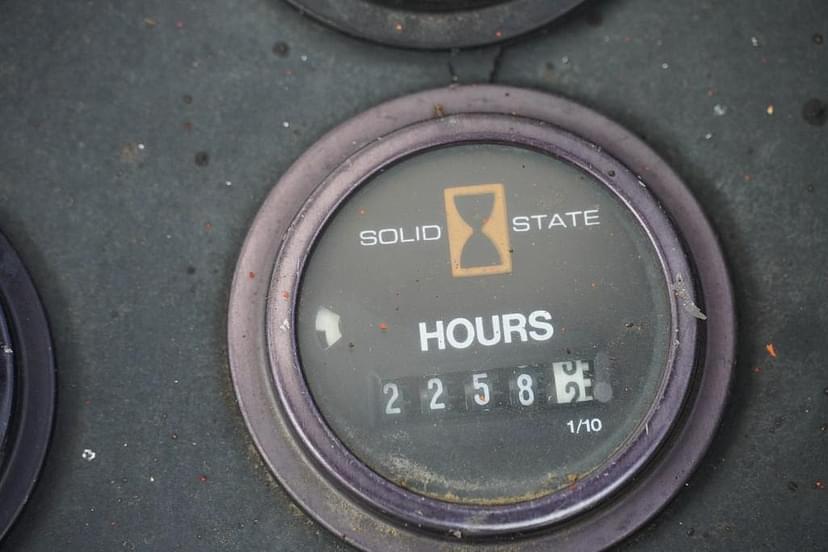 SOLID STATE
HOURS
2258
1/10